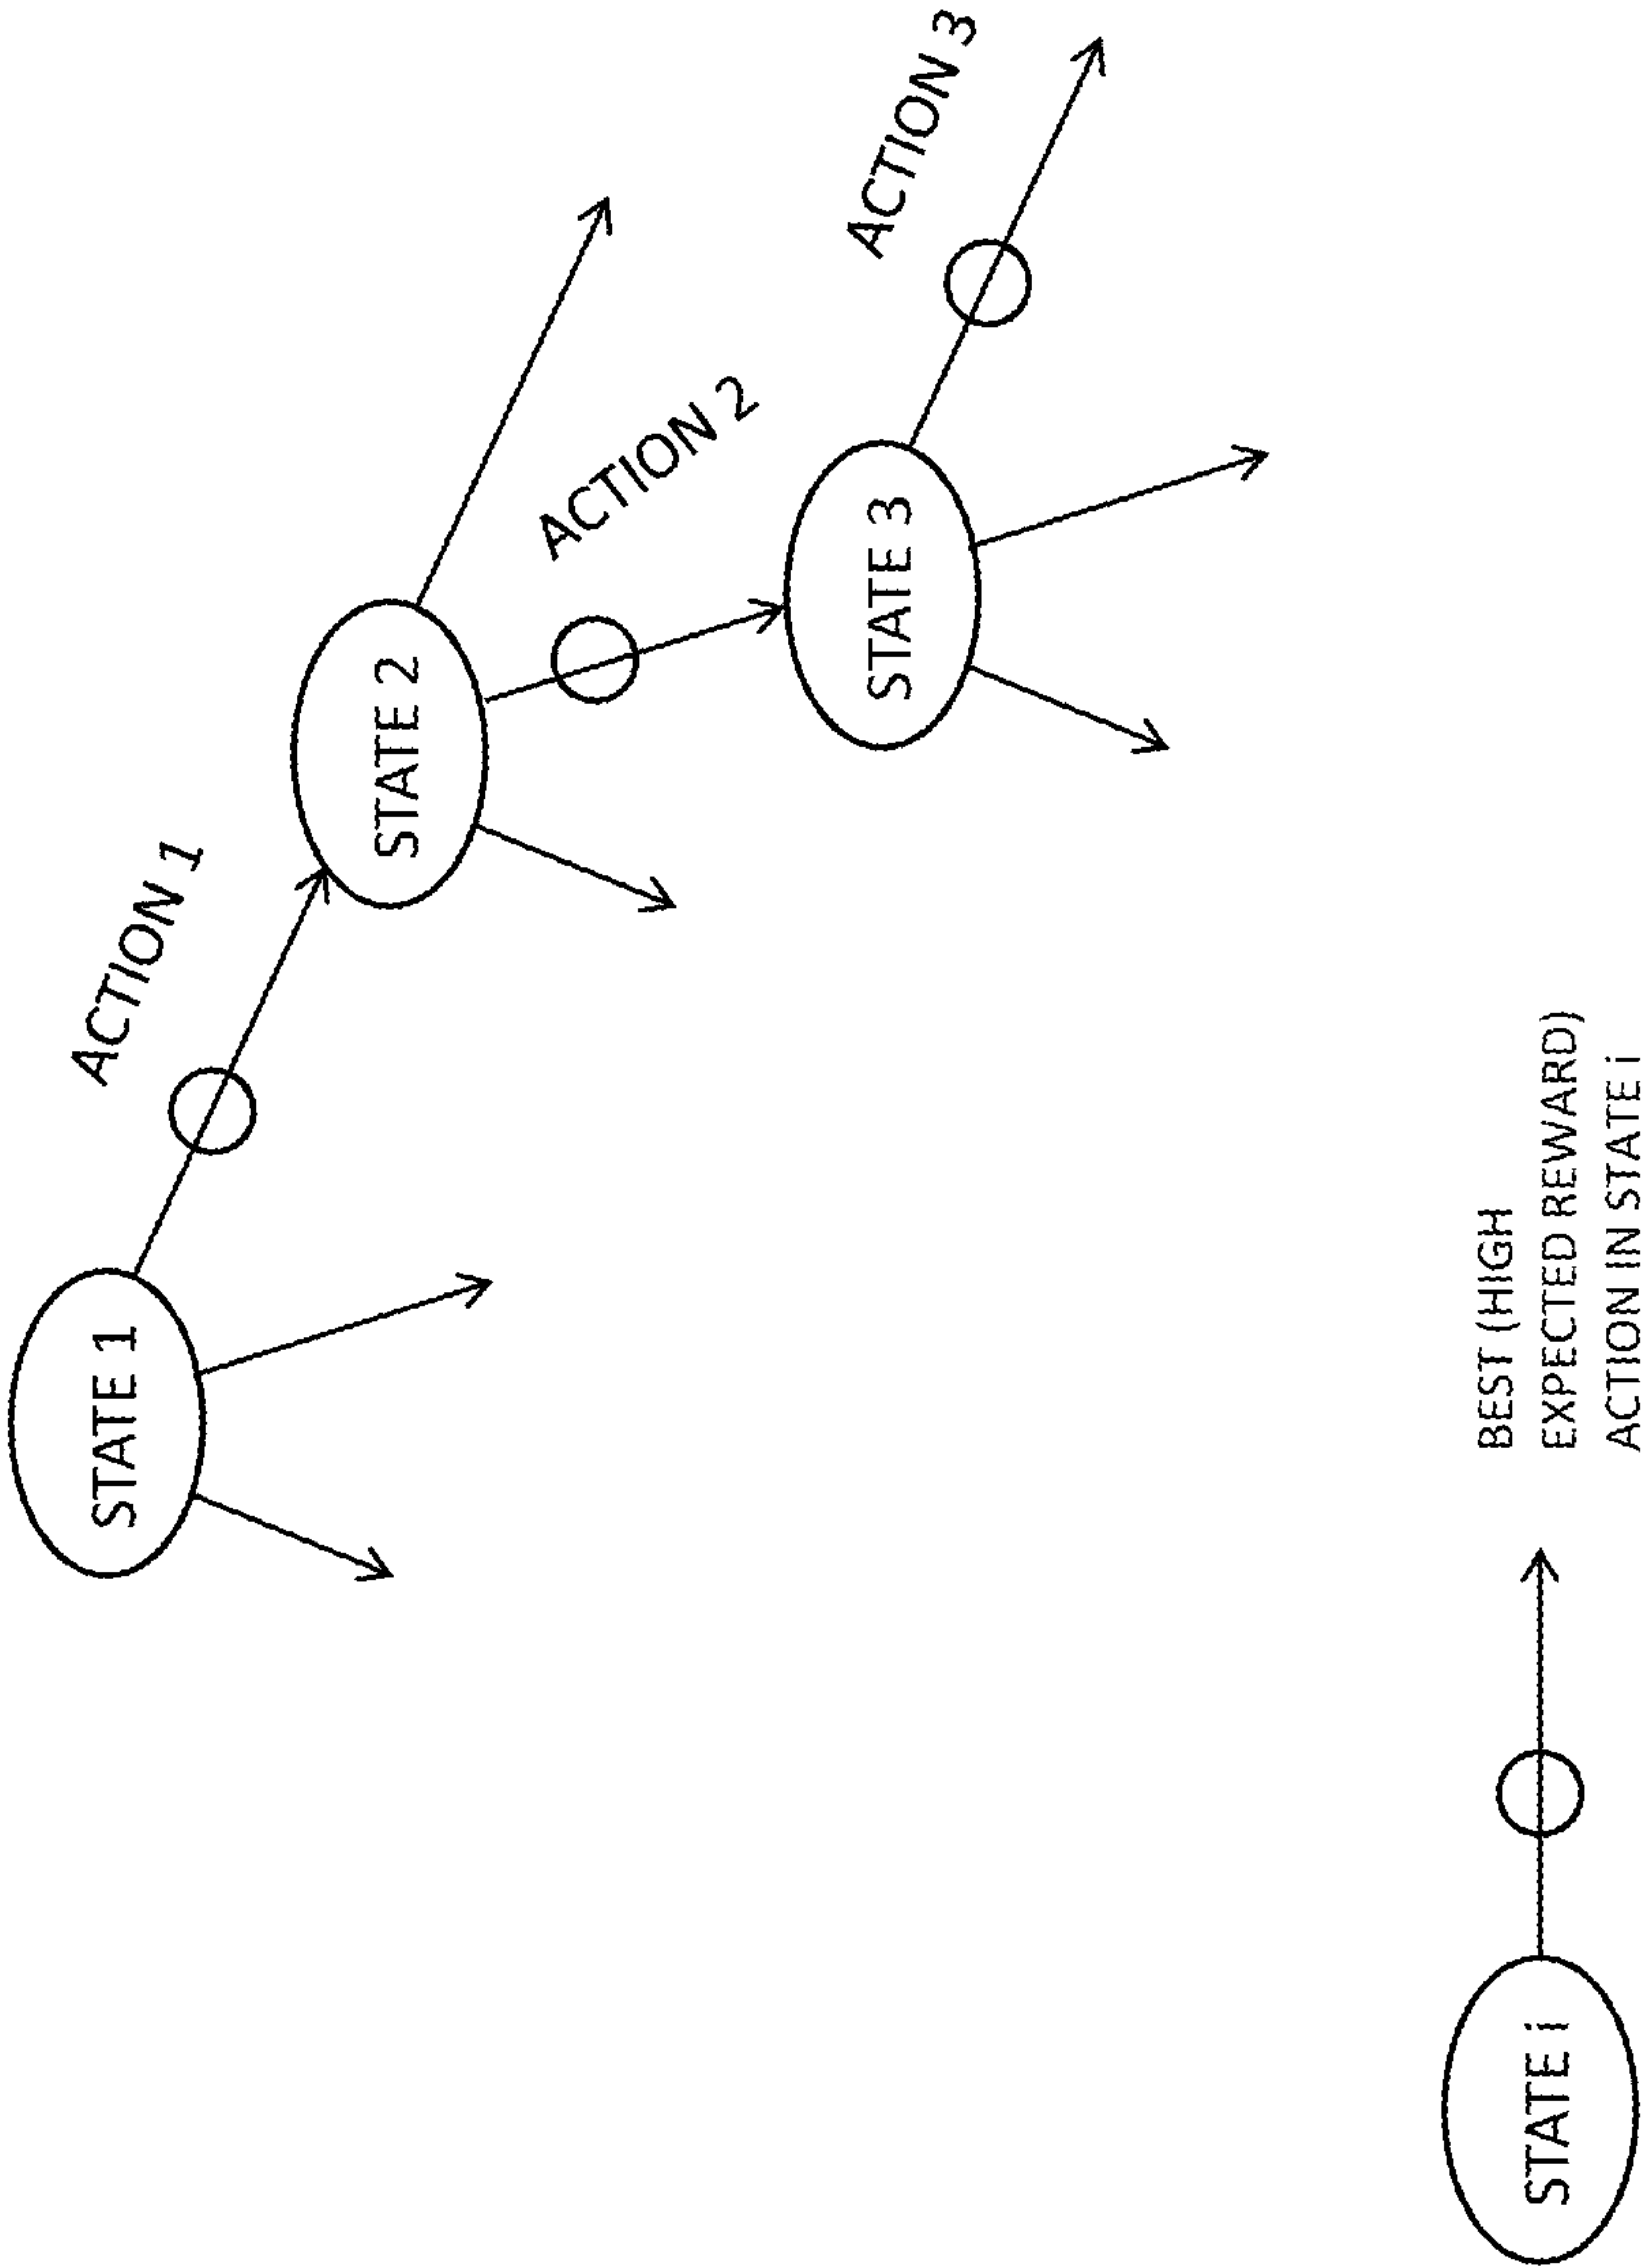 STATE 1
ACTION 1
STATE 2
ACTION 2
STATE 3
ACTION 3
STATE i
BEST (HIGH
EXPECTED REWARD)
ACTION IN STATE i